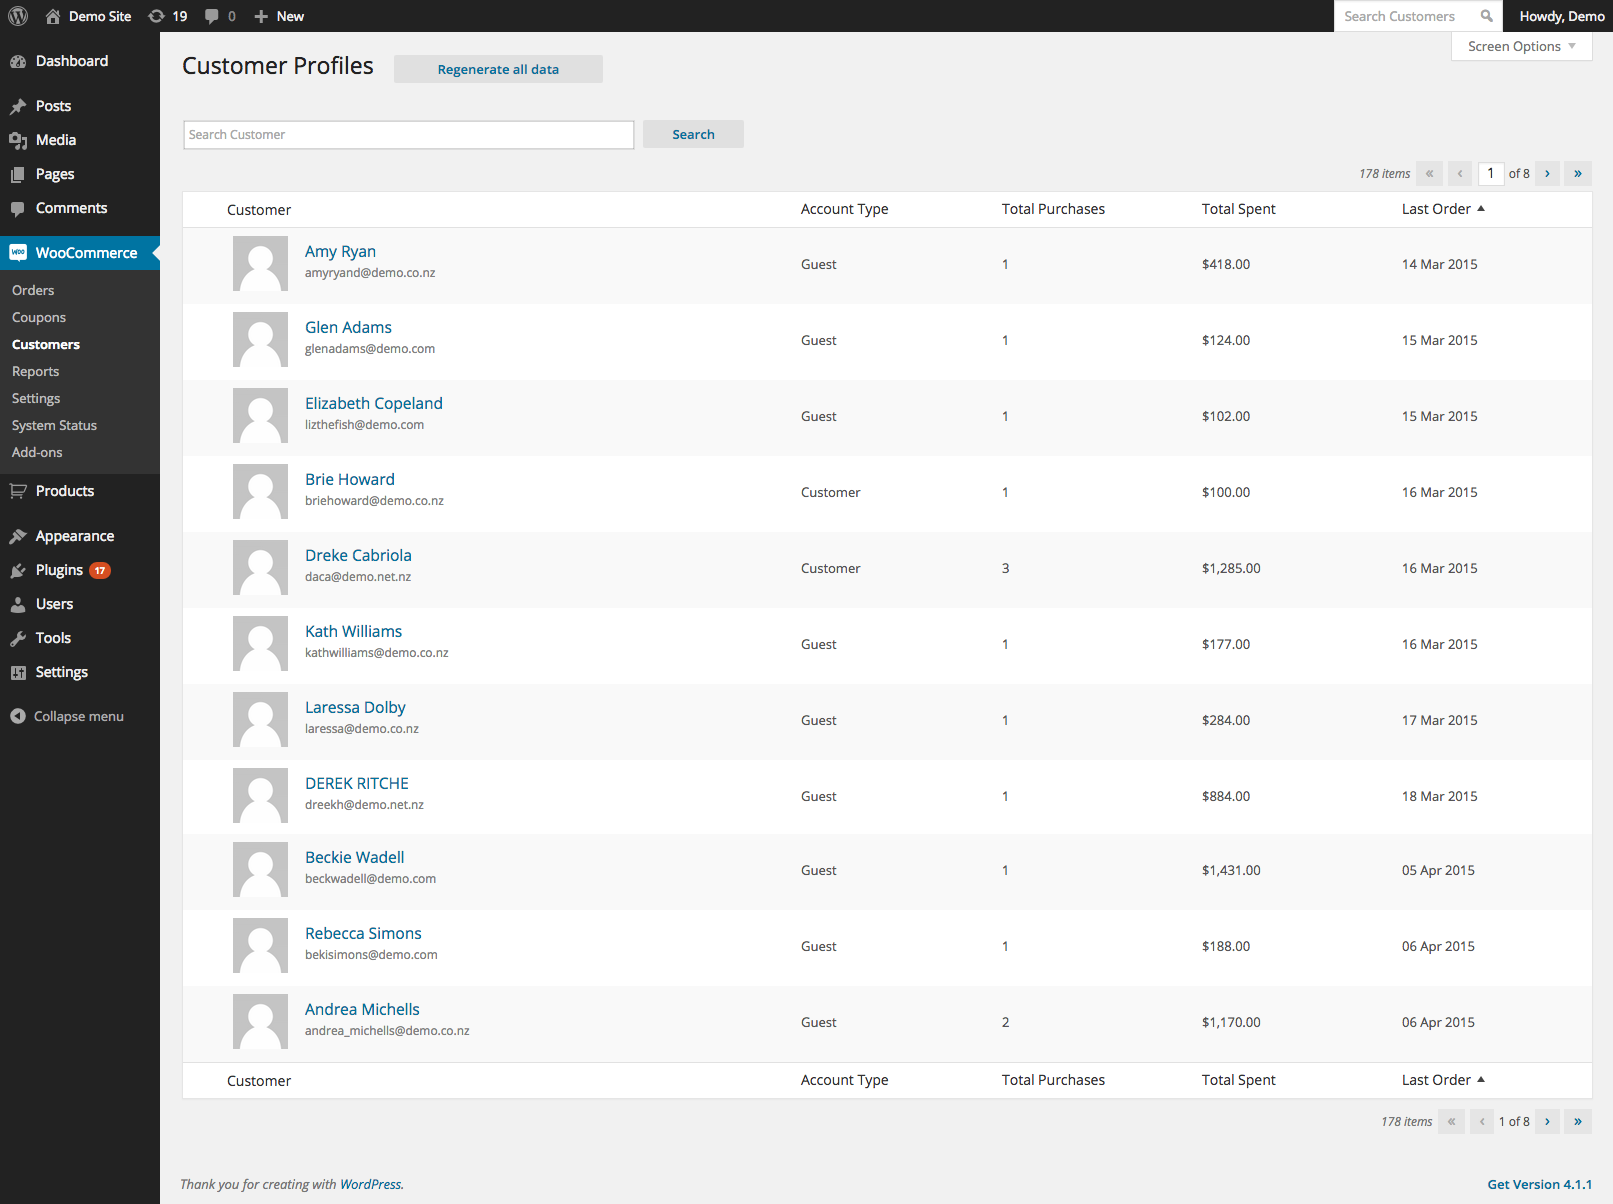 Demo Site 19 0 New Search Customers Howdy, Demo
Screen Options
Dashboard
Posts
Media
Pages
Comments
WooCommerce
Orders
Coupons
Customers
Reports
Settings
System Status
Add-ons
Products
Appearance
Plugins 17
Users
Tools
Settings
Collapse menu
Customer Profiles Regenerate all data
Search Customer Search
178 items « ‹ 1 of 8 › »
Customer Account Type Total Purchases Total Spent Last Order
Amy Ryan
amyryand@demo.co.nz
Guest 1 $418.00 14 Mar 2015
Glen Adams
glenadams@demo.com
Guest 1 $124.00 15 Mar 2015
Elizabeth Copeland
lizthefish@demo.com
Guest 1 $102.00 15 Mar 2015
Brie Howard
briehoward@demo.co.nz
Customer 1 $100.00 16 Mar 2015
Dreke Cabriola
daca@demo.net.nz
Customer 3 $1,285.00 16 Mar 2015
Kath Williams
kathwilliams@demo.co.nz
Guest 1 $177.00 16 Mar 2015
Laressa Dolby
laressa@demo.co.nz
Guest 1 $284.00 17 Mar 2015
DEREK RITCHE
dreekh@demo.net.nz
Guest 1 $884.00 18 Mar 2015
Beckie Wadell
beckwadell@demo.com
Guest 1 $1,431.00 05 Apr 2015
Rebecca Simons
bekisimons@demo.com
Guest 1 $188.00 06 Apr 2015
Andrea Michells
andrea_michells@demo.co.nz
Guest 2 $1,170.00 06 Apr 2015
Customer Account Type Total Purchases Total Spent Last Order
178 items « ‹ 1 of 8 › »
Thank you for creating with WordPress. Get Version 4.1.1